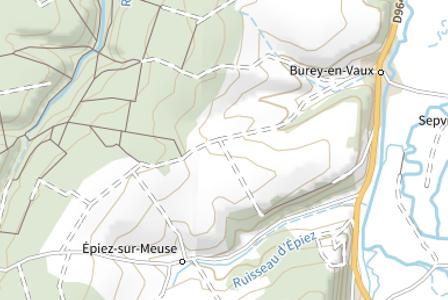 D964
Burey-en-Vaux
Sepv
Épiez-sur-Meuse
Ruisseau d'Épiez